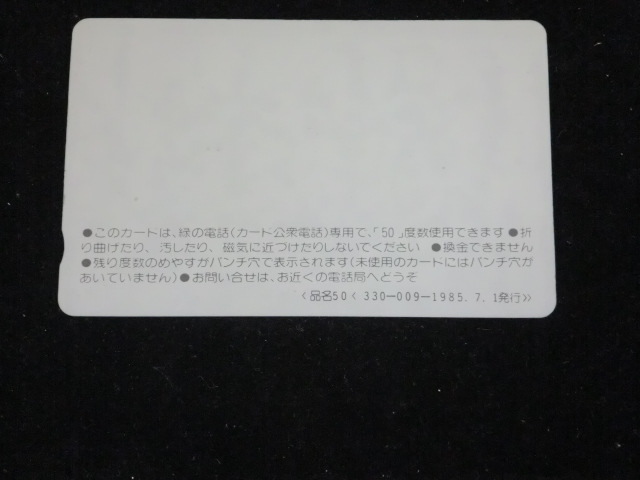 ●このカードは、緑の電話(カード公衆電話)専用で、「50」度数使用できます●折
り曲げたり、汚したり、磁気に近づけたりしないでください ●換金できません
●残り度数のめやすがパンチ穴で表示されます(未使用のカードにはパンチ穴が
あいていません)●お問い合せは、お近くの電話局へどうぞ
〈品名50〈 330−009−1985. 7. 1発行〉〉